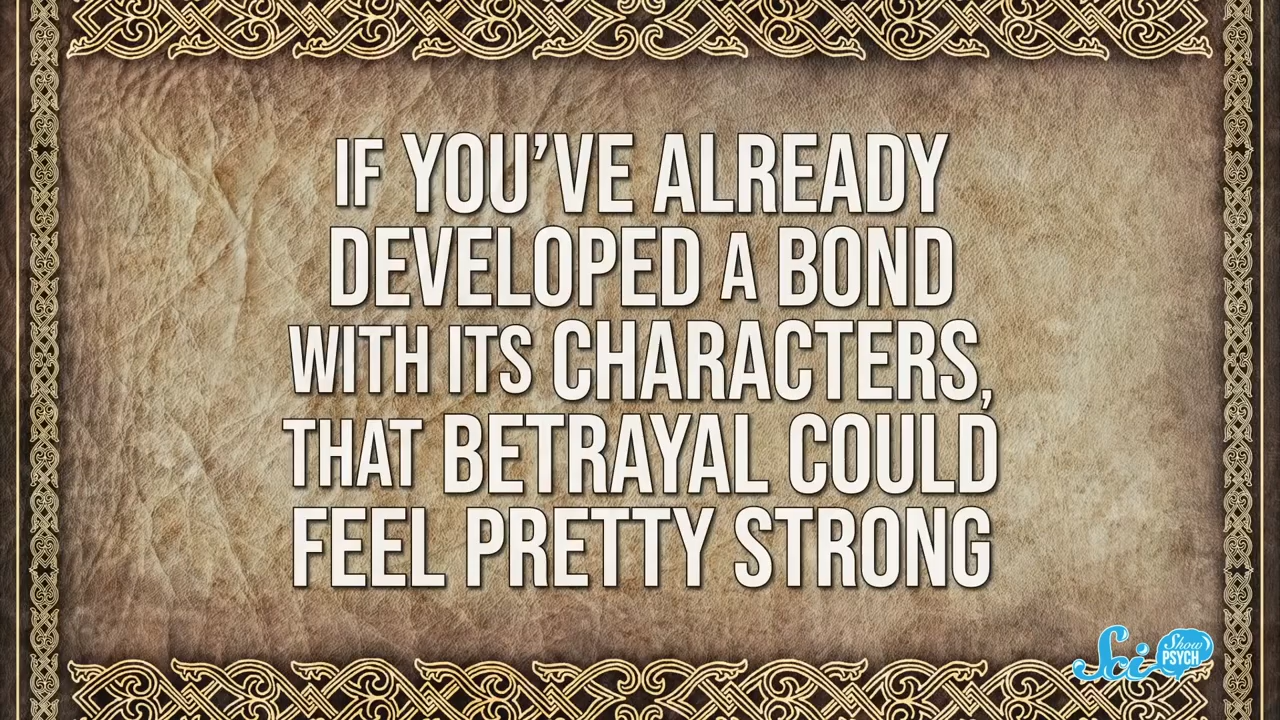 IF YOU'VE ALREADY
DEVELOPED A BOND
WITH ITS CHARACTERS,
THAT BETRAYAL COULD
FEEL PRETTY STRONG
Sci Show
PSYCH